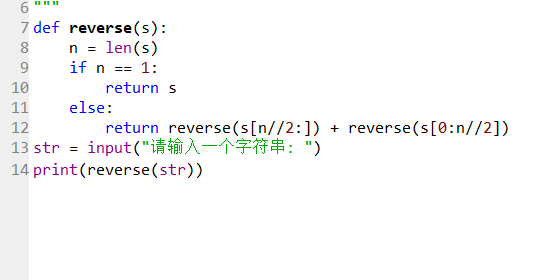 6 """
7 def reverse(s):
8     n = len(s)
9     if n == 1:
10         return s
11     else:
12         return reverse(s[n//2:]) + reverse(s[0:n//2])
13 str = input("请输入一个字符串: ")
14 print(reverse(str))